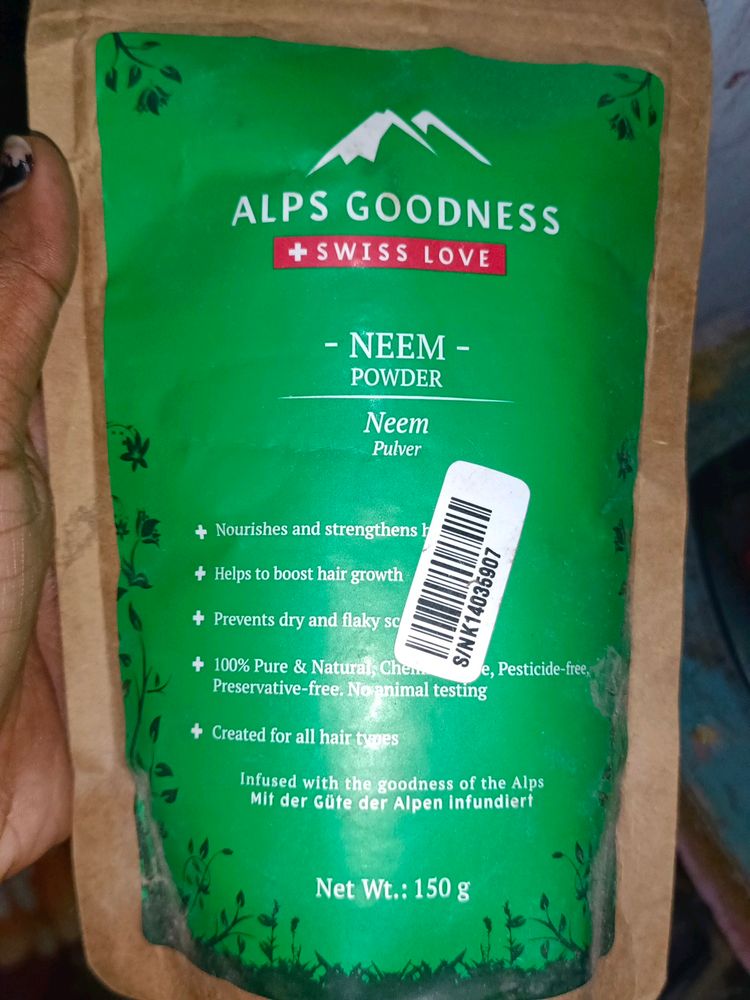 ALPS GOODNESS
+ SWISS LOVE
- NEEM -
POWDER
Neem
Pulver
+ Nourishes and strengthens
+ Helps to boost hair growth
+ Prevents dry and flaky
+ 100% Pure & Natural, Pesticide-free,
Preservative-free. No animal testing
+ Created for all hair types
Infused with the goodness of the Alps
Mit der Güte der Alpen infundiert
Net Wt.: 150 g
S/NK14035907